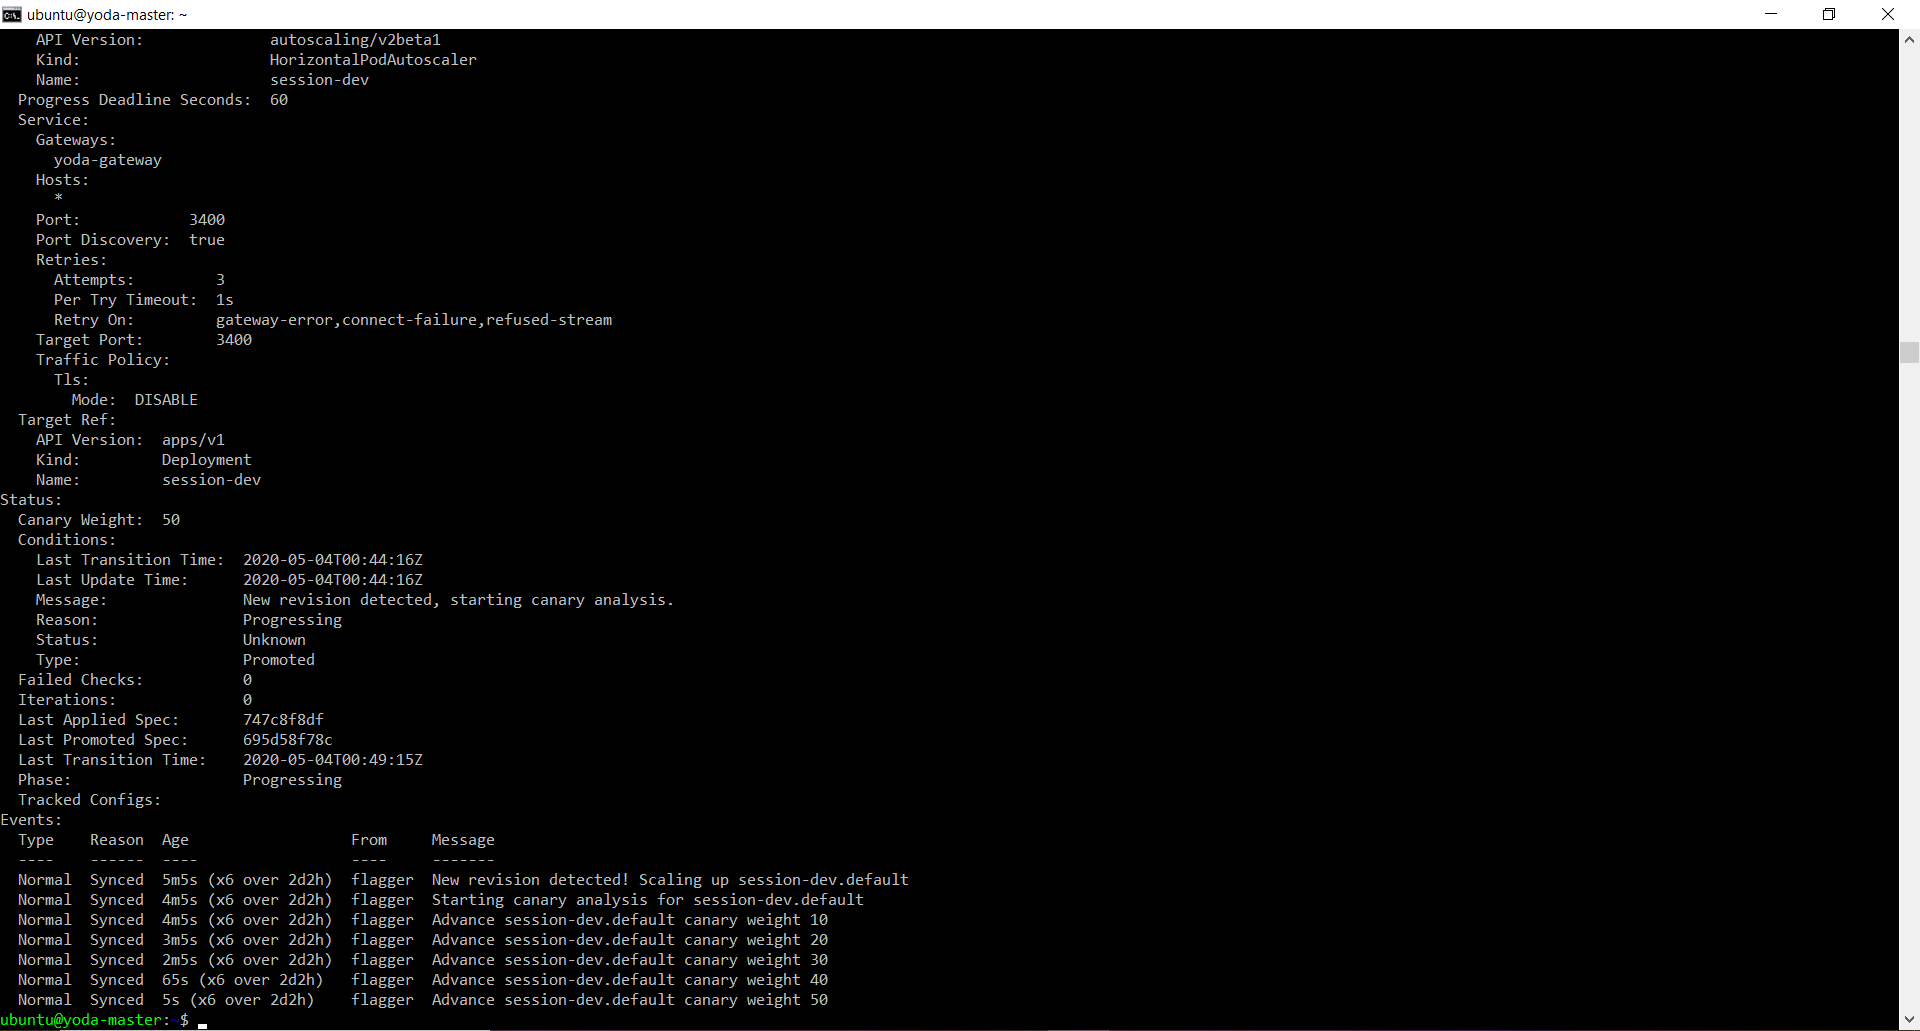 ubuntu@yoda-master: ~
    API Version:              autoscaling/v2beta1
    Kind:                     HorizontalPodAutoscaler
    Name:                     session-dev
  Progress Deadline Seconds:  60
  Service:
    Gateways:
      yoda-gateway
    Hosts:
      *
    Port:            3400
    Port Discovery:  true
    Retries:
      Attempts:         3
      Per Try Timeout:  1s
      Retry On:         gateway-error,connect-failure,refused-stream
    Target Port:        3400
    Traffic Policy:
      Tls:
        Mode:  DISABLE
  Target Ref:
    API Version:  apps/v1
    Kind:         Deployment
    Name:         session-dev
Status:
  Canary Weight:  50
  Conditions:
    Last Transition Time:  2020-05-04T00:44:16Z
    Last Update Time:      2020-05-04T00:44:16Z
    Message:               New revision detected, starting canary analysis.
    Reason:                Progressing
    Status:                Unknown
    Type:                  Promoted
  Failed Checks:           0
  Iterations:              0
  Last Applied Spec:       747c8f8df
  Last Promoted Spec:      695d58f78c
  Last Transition Time:    2020-05-04T00:49:15Z
  Phase:                   Progressing
  Tracked Configs:
Events:
  Type    Reason  Age                  From     Message
  ----    ------  ----                 ----     -------
  Normal  Synced  5m5s (x6 over 2d2h)  flagger  New revision detected! Scaling up session-dev.default
  Normal  Synced  4m5s (x6 over 2d2h)  flagger  Starting canary analysis for session-dev.default
  Normal  Synced  4m5s (x6 over 2d2h)  flagger  Advance session-dev.default canary weight 10
  Normal  Synced  3m5s (x6 over 2d2h)  flagger  Advance session-dev.default canary weight 20
  Normal  Synced  2m5s (x6 over 2d2h)  flagger  Advance session-dev.default canary weight 30
  Normal  Synced  65s (x6 over 2d2h)   flagger  Advance session-dev.default canary weight 40
  Normal  Synced  5s (x6 over 2d2h)    flagger  Advance session-dev.default canary weight 50
ubuntu@yoda-master:~$